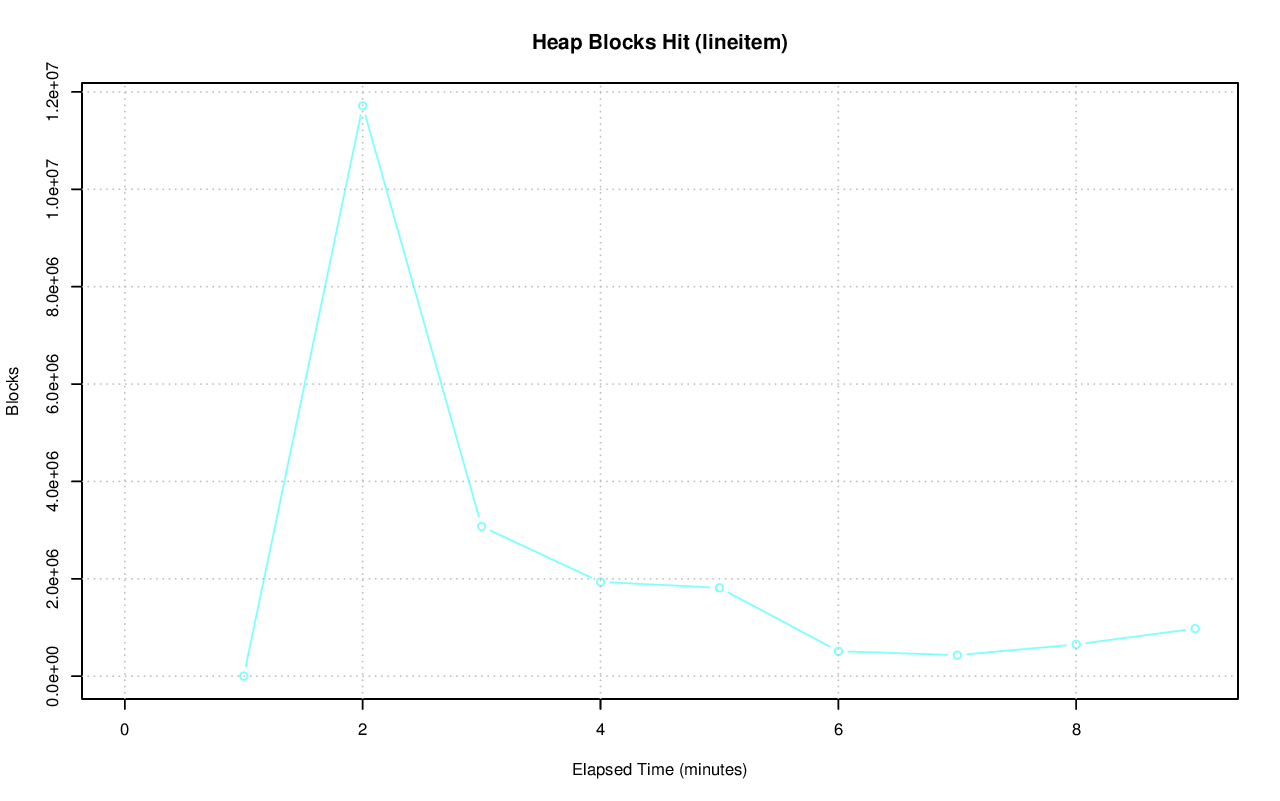 Heap Blocks Hit (lineitem)
1.2e+07
1.0e+07
8.0e+06
6.0e+06
4.0e+06
2.0e+06
0.0e+00
Blocks
0 2 4 6 8
Elapsed Time (minutes)